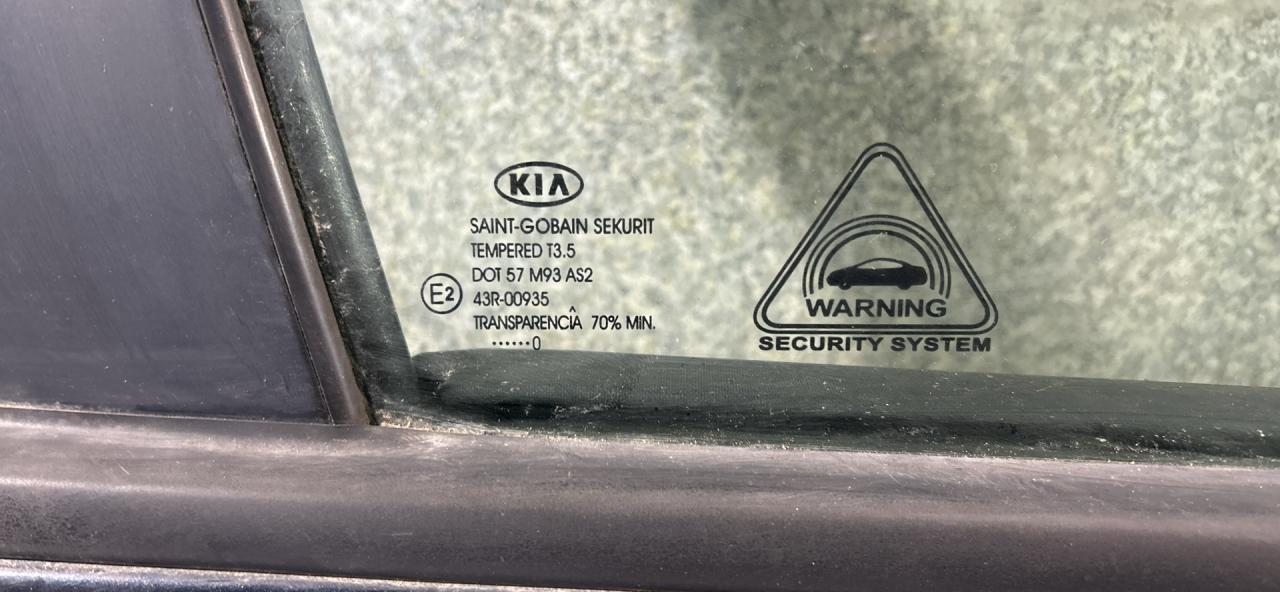 KIA
SAINT-GOBAIN SEKURIT
TEMPERED T3.5
DOT 57 M93 AS2
E2 43R-00935
TRANSPARENCIÂ 70% MIN.
······0
WARNING
SECURITY SYSTEM